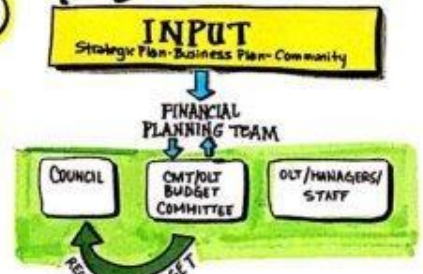 INPUT
Strategic Plan-Business Plan-Community
FINANCIAL
PLANNING TEAM
COUNCIL
CMT/OLT
BUDGET
COMMITTEE
OLT/MANAGERS/
STAFF